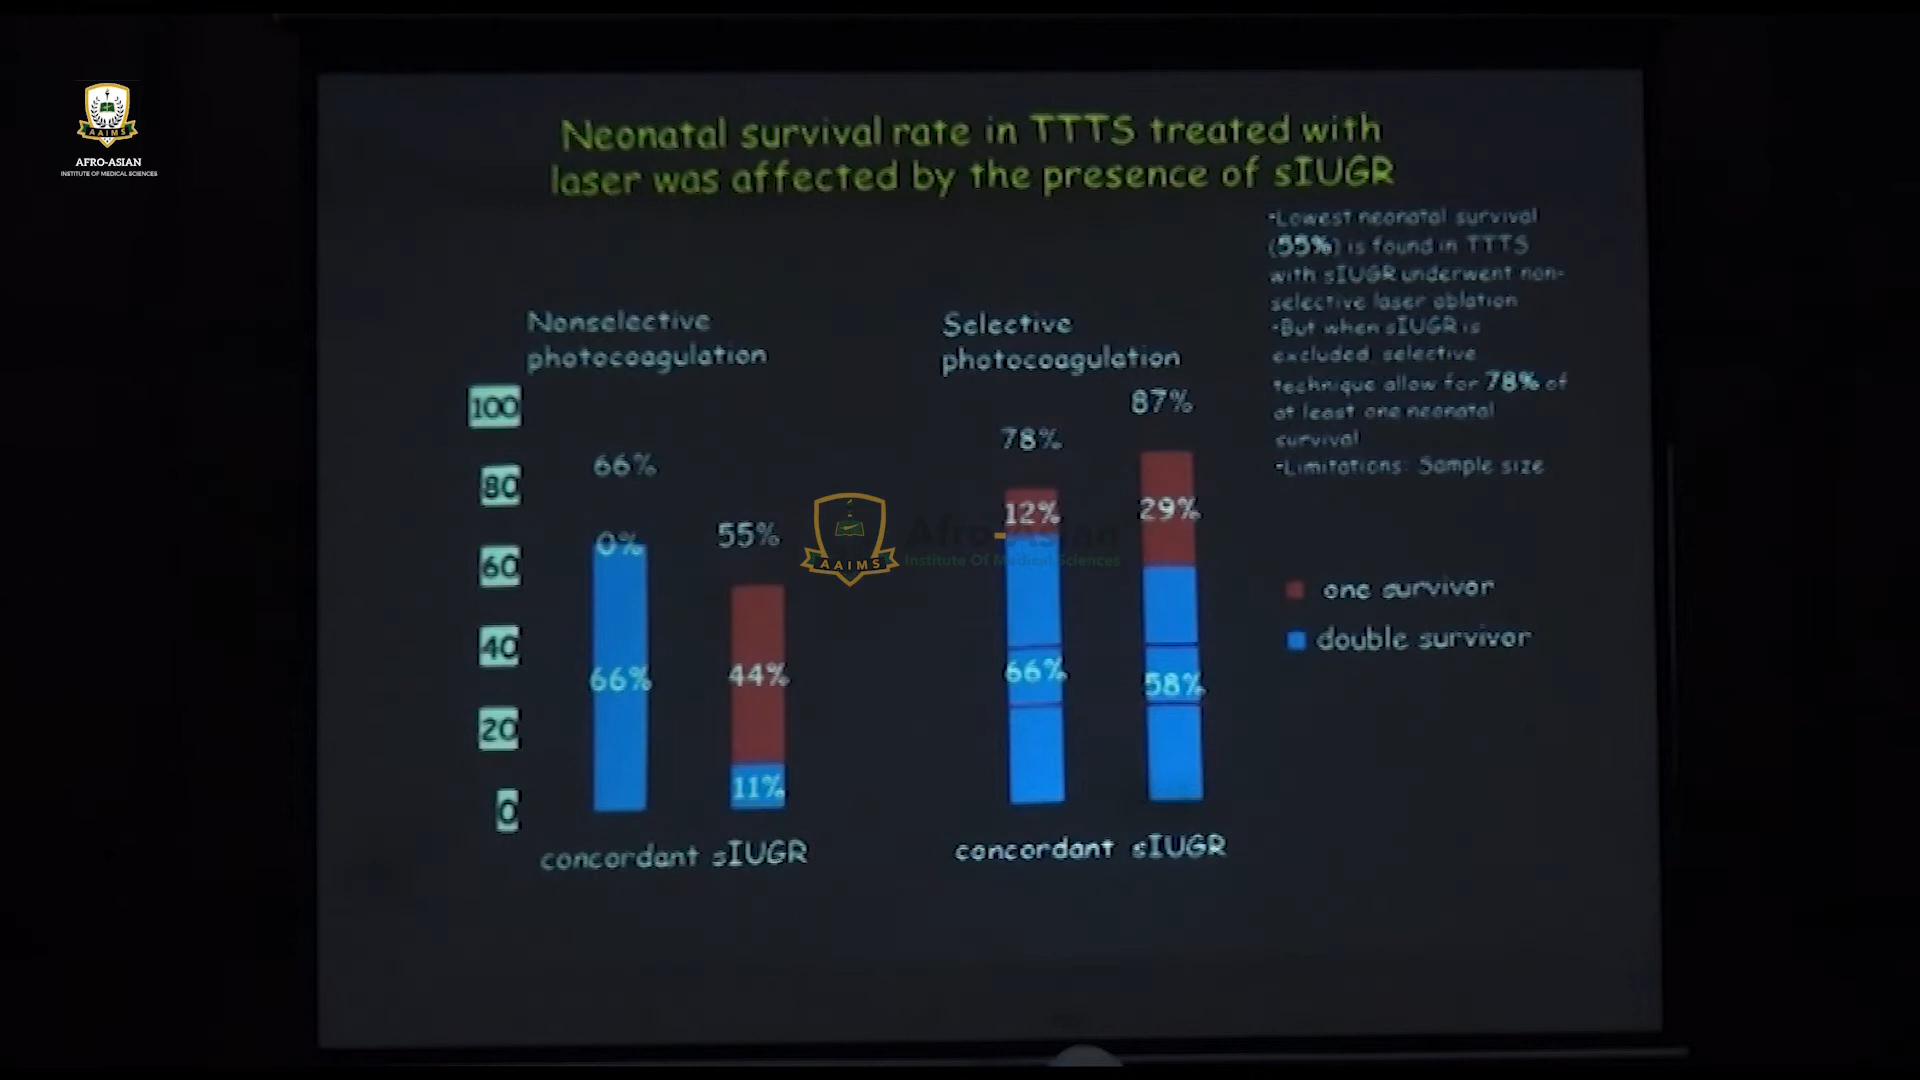 AAIMS
AFRO-ASIAN
INSTITUTE OF MEDICAL SCIENCES
Neonatal survival rate in TTTS treated with
laser was affected by the presence of sIUGR
-Lowest neonatal survival
(55%) is found in TTTS
with sIUGR underwent non-
selective laser ablation
-But when sIUGR is
excluded selective
technique allow for 78% of
at least one neonatal
survival
-Limitations: Sample size
Nonselective
photocoagulation
Selective
photocoagulation
100
80
60
40
20
0
66%
0%
66%
55%
44%
11%
78%
12%
66%
87%
29%
58%
concordant sIUGR
concordant sIUGR
one survivor
double survivor
AAIMS
Afro-Asian
Institute Of Medical Sciences